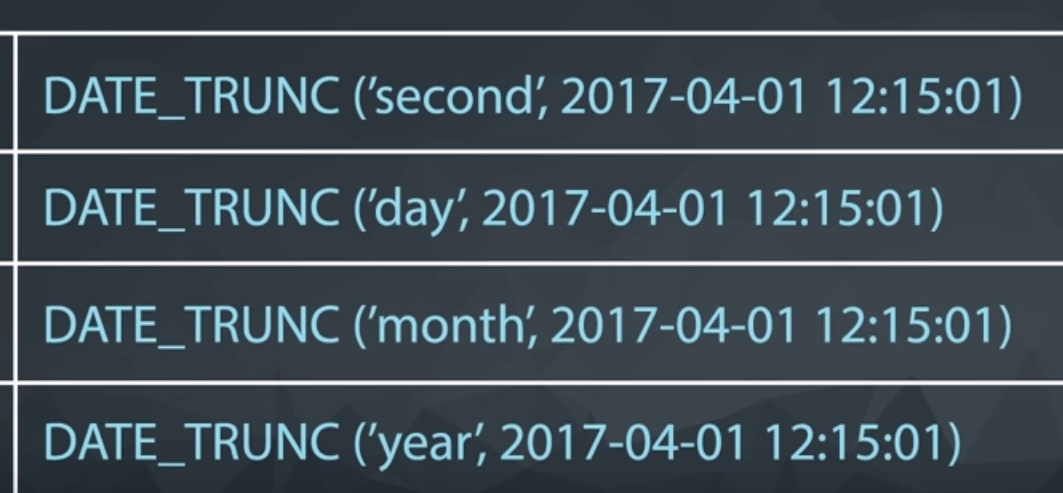 DATE_TRUNC (’second’, 2017-04-01 12:15:01)
DATE_TRUNC (’day’, 2017-04-01 12:15:01)
DATE_TRUNC (’month’, 2017-04-01 12:15:01)
DATE_TRUNC (’year’, 2017-04-01 12:15:01)